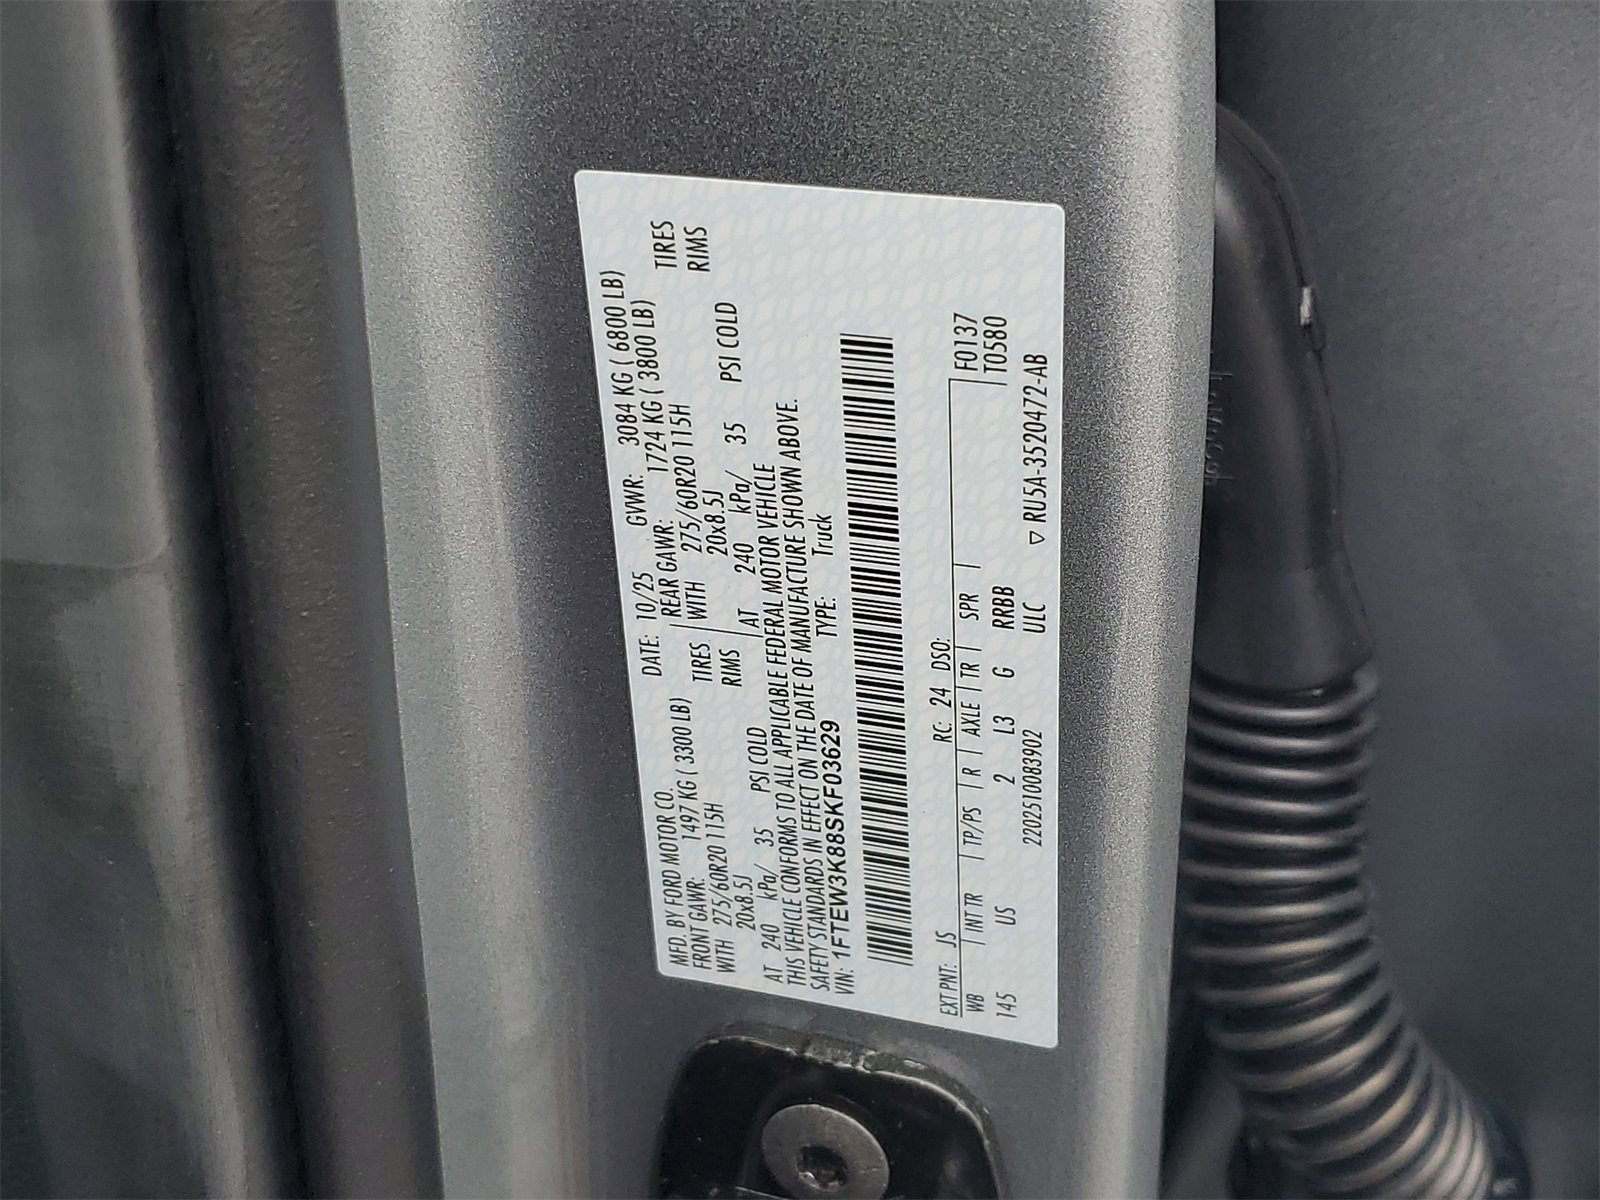 MFD. BY FORD MOTOR CO. DATE: 10/25 GVWR: 3084 KG ( 6800 LB)
FRONT GAWR: 1497 KG ( 3300 LB) REAR GAWR: 1724 KG ( 3800 LB)
WITH 275/60R20 115H TIRES WITH 275/60R20 115H TIRES
20x8.5J RIMS 20x8.5J RIMS
AT 240 kPa/ 35 PSI COLD AT 240 kPa/ 35 PSI COLD
THIS VEHICLE CONFORMS TO ALL APPLICABLE FEDERAL MOTOR VEHICLE
SAFETY STANDARDS IN EFFECT ON THE DATE OF MANUFACTURE SHOWN ABOVE.
VIN: 1FTEW3K88SKF03629 TYPE: Truck
EXT PNT: JS RC: 24 DSO: F0137
WB | INT TR | TP/PS | R | AXLE | TR | SPR | T0580
145 US 2 L3 G RRBB
2202510083902 ULC ▽ RU5A-3520472-AB